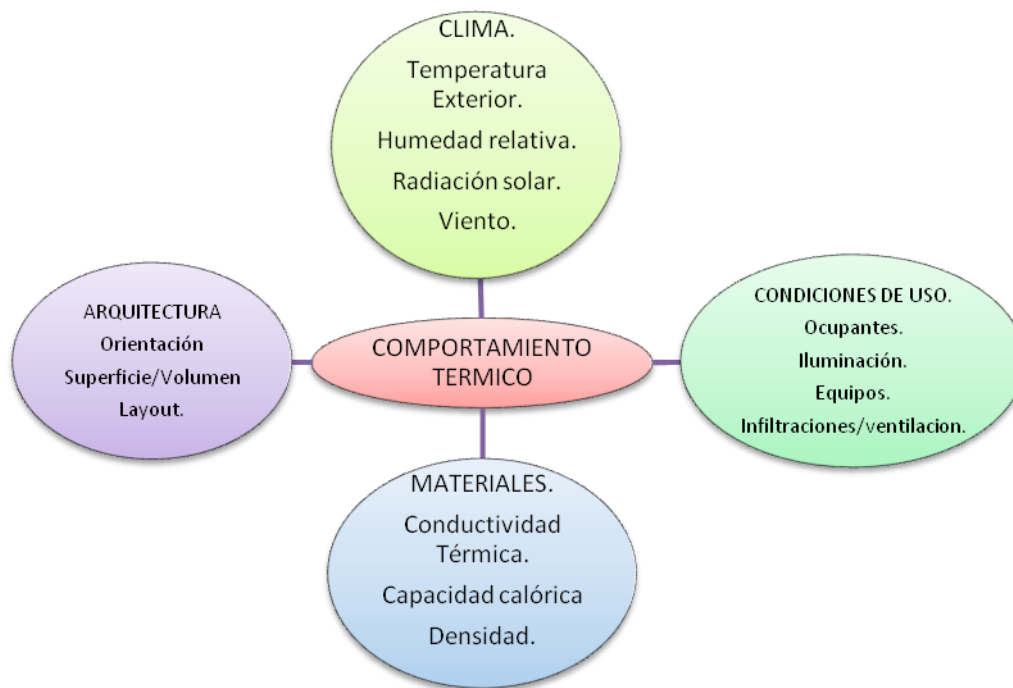 CLIMA.
Temperatura
Exterior.
Humedad relativa.
Radiación solar.
Viento.
ARQUITECTURA
Orientación
Superficie/Volumen
Layout.
COMPORTAMIENTO
TERMICO
CONDICIONES DE USO.
Ocupantes.
Iluminación.
Equipos.
Infiltraciones/ventilacion.
MATERIALES.
Conductividad
Térmica.
Capacidad calórica
Densidad.